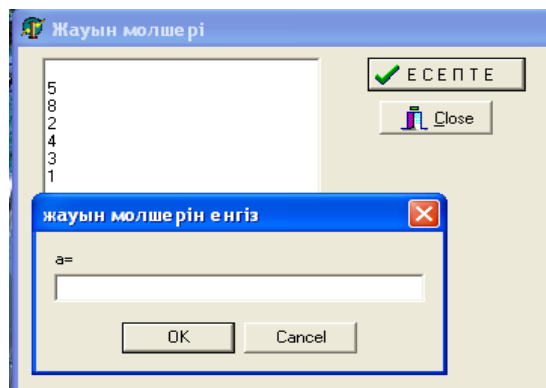 Жауын молшері
5
8
2
4
3
1
ЕСЕПТЕ
Close
жауын молшерін енгіз
a=
OK
Cancel